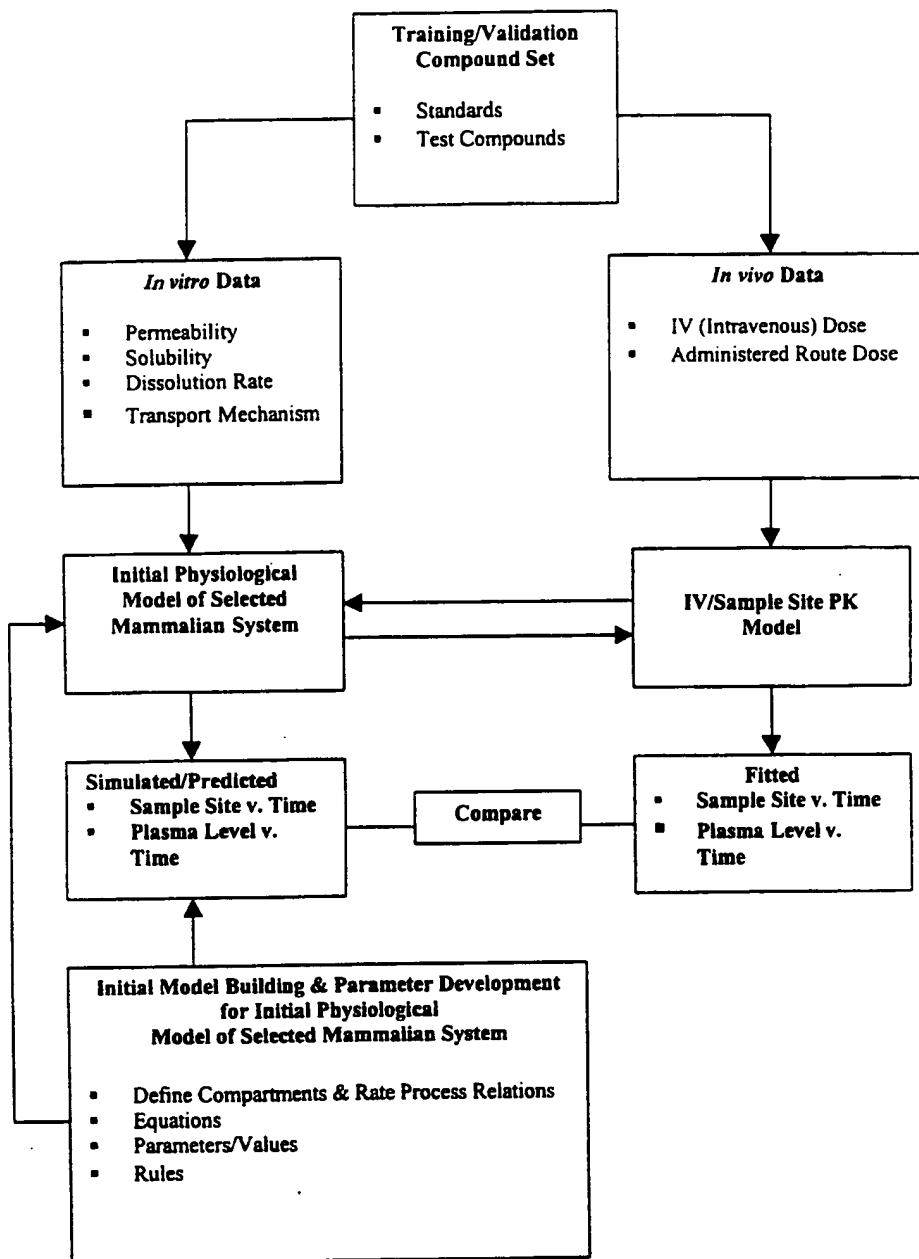 Training/Validation
Compound Set
▪ Standards
▪ Test Compounds
In vitro Data
▪ Permeability
▪ Solubility
▪ Dissolution Rate
▪ Transport Mechanism
In vivo Data
▪ IV (Intravenous) Dose
▪ Administered Route Dose
Initial Physiological
Model of Selected
Mammalian System
IV/Sample Site PK
Model
Simulated/Predicted
▪ Sample Site v. Time
▪ Plasma Level v.
Time
Compare
Fitted
▪ Sample Site v. Time
▪ Plasma Level v.
Time
Initial Model Building & Parameter Development
for Initial Physiological
Model of Selected Mammalian System
▪ Define Compartments & Rate Process Relations
▪ Equations
▪ Parameters/Values
▪ Rules